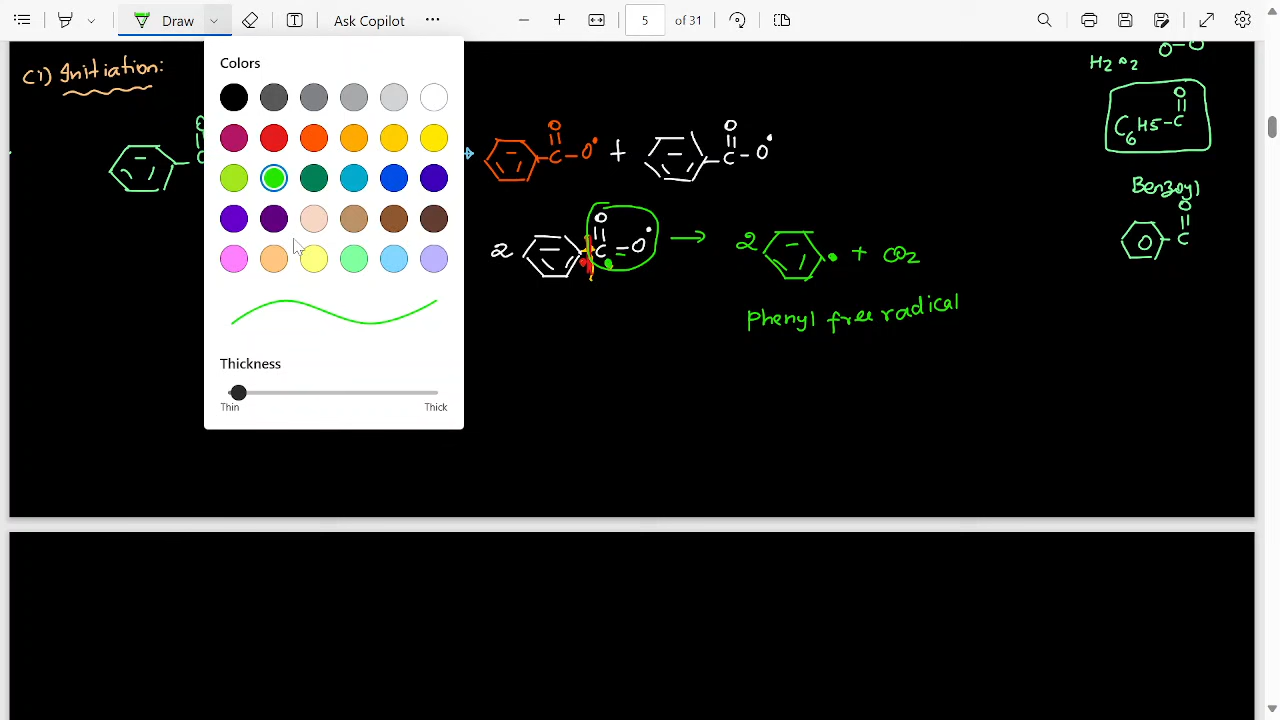 Draw
Ask Copilot
5 of 31
Colors
Thickness
Thin Thick
(i) Initiation:
O
O
C - O• + C - O•
H2O2
O-O
O
C6H5-C
Benzoyl
O
C
2 O
C = O• → 2 • + CO2
Phenyl free radical